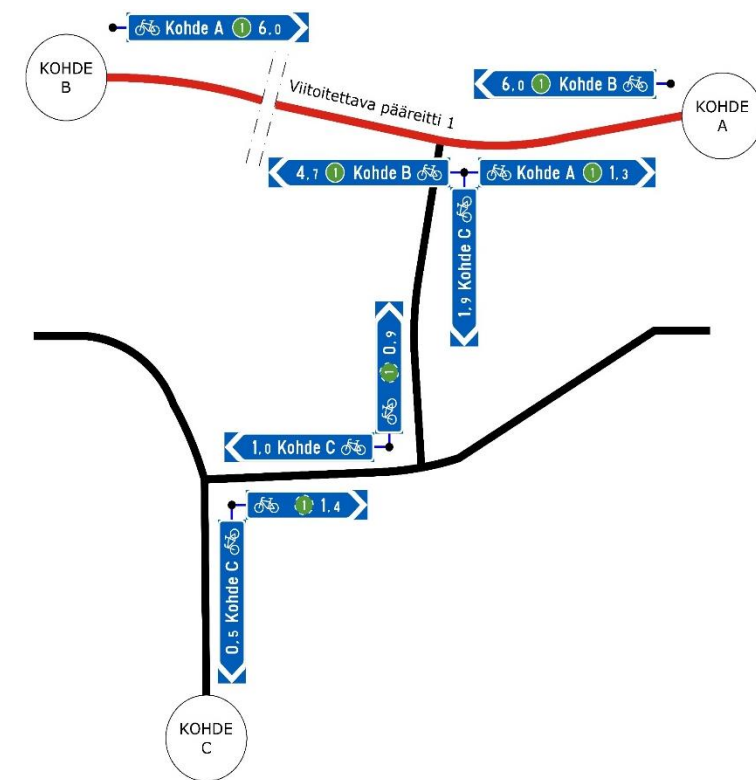 Kohde A 1 6,0
KOHDE
B
6,0 1 Kohde B
Viitoitettava pääreitti 1
KOHDE
A
4,7 1 Kohde B
Kohde A 1 1,3
1,9 Kohde C
1 0,9
1,0 Kohde C
1 1,4
0,5 Kohde C
KOHDE
C